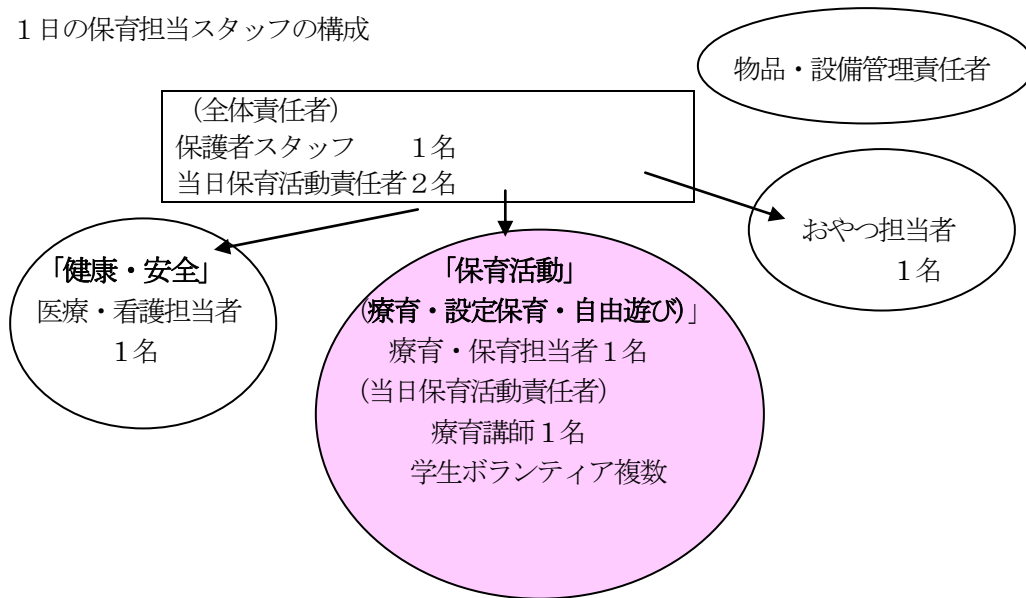 １日の保育担当スタッフの構成
物品・設備管理責任者
（全体責任者）
保護者スタッフ　　１名
当日保育活動責任者２名
おやつ担当者
１名
「健康・安全」
医療・看護担当者
１名
「保育活動」
(療育・設定保育・自由遊び)」
療育・保育担当者１名
(当日保育活動責任者）
療育講師１名
学生ボランティア複数